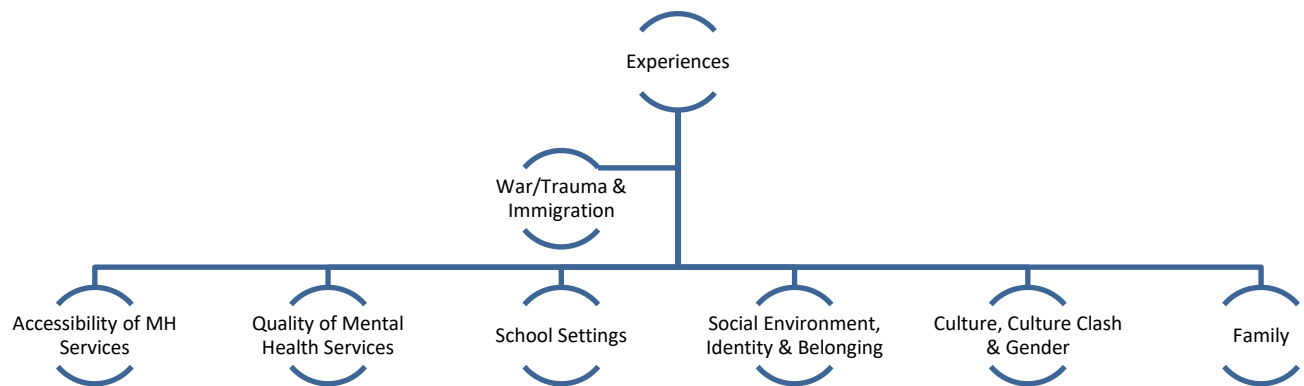 Experiences
War/Trauma &
Immigration
Accessibility of MH
Services
Quality of Mental
Health Services
School Settings
Social Environment,
Identity & Belonging
Culture, Culture Clash
& Gender
Family